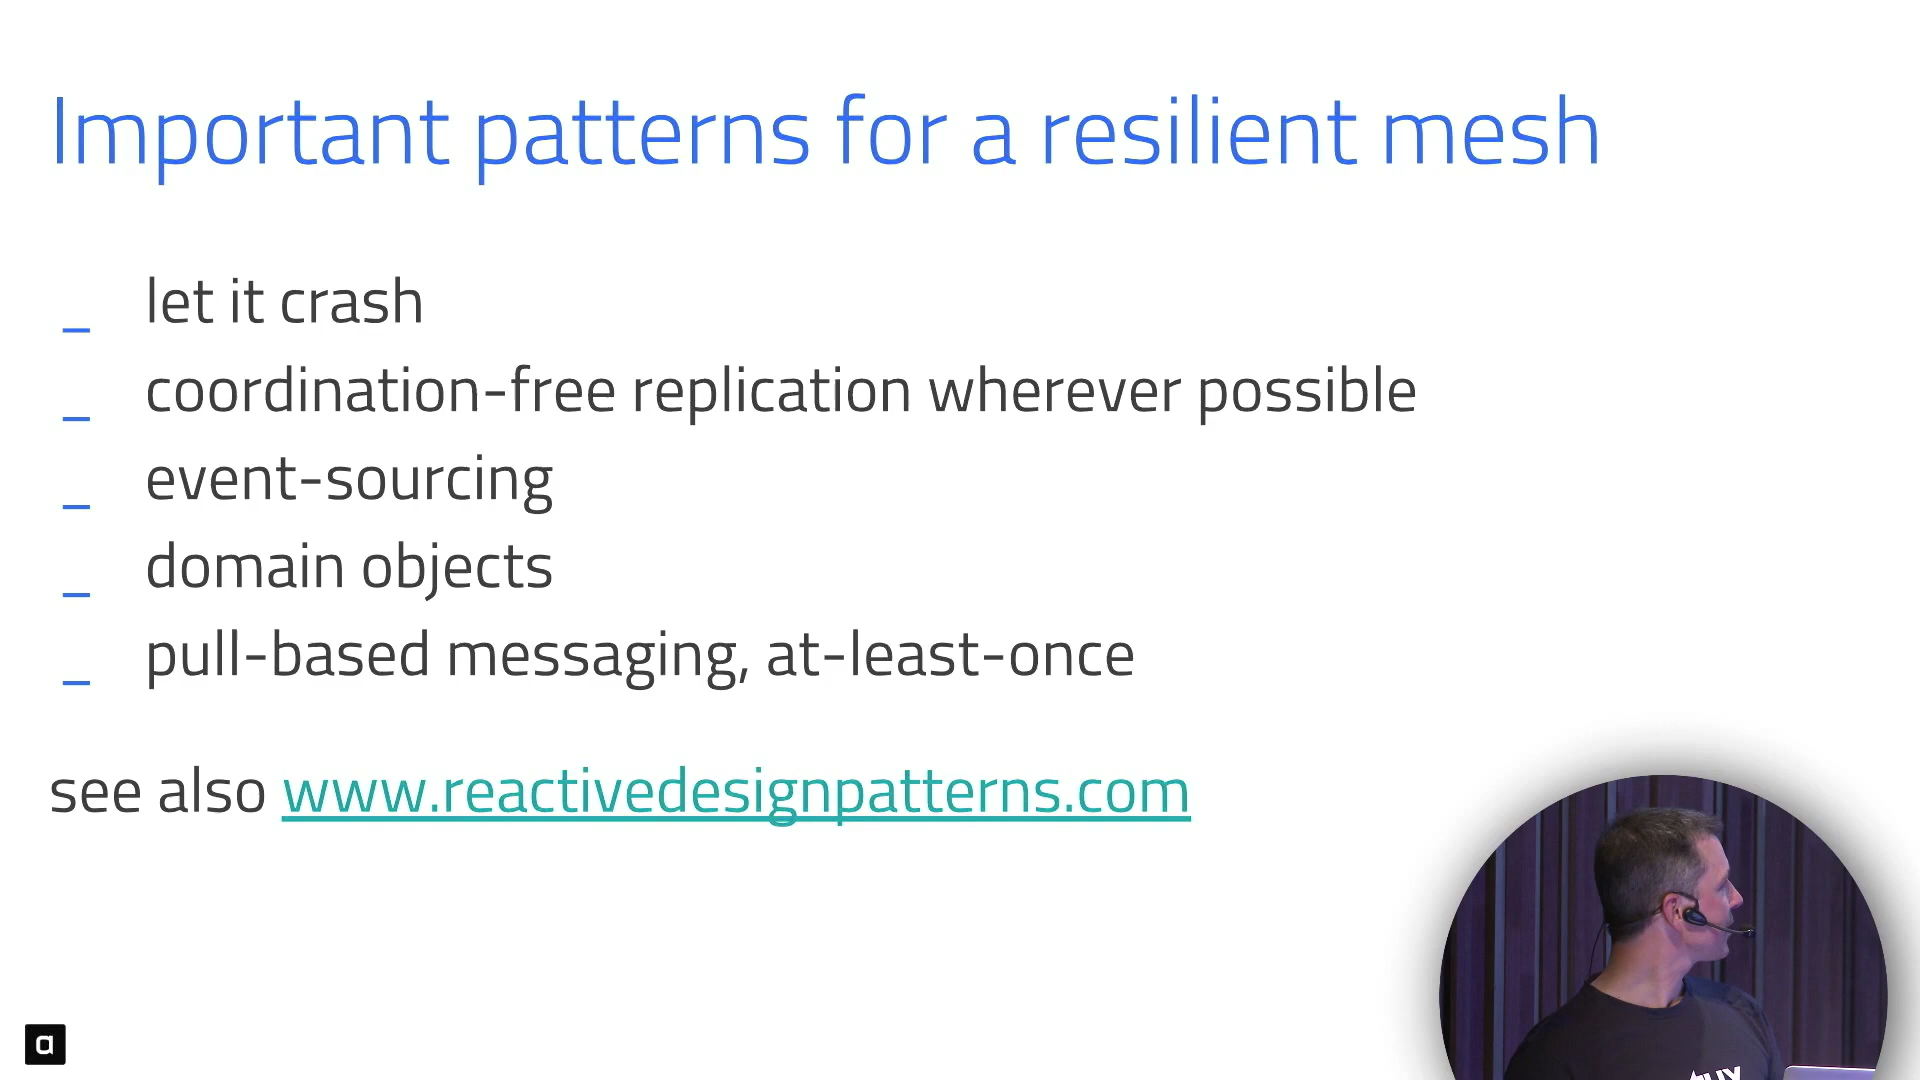 Important patterns for a resilient mesh
_ let it crash
_ coordination-free replication wherever possible
_ event-sourcing
_ domain objects
_ pull-based messaging, at-least-once
see also www.reactivedesignpatterns.com
a